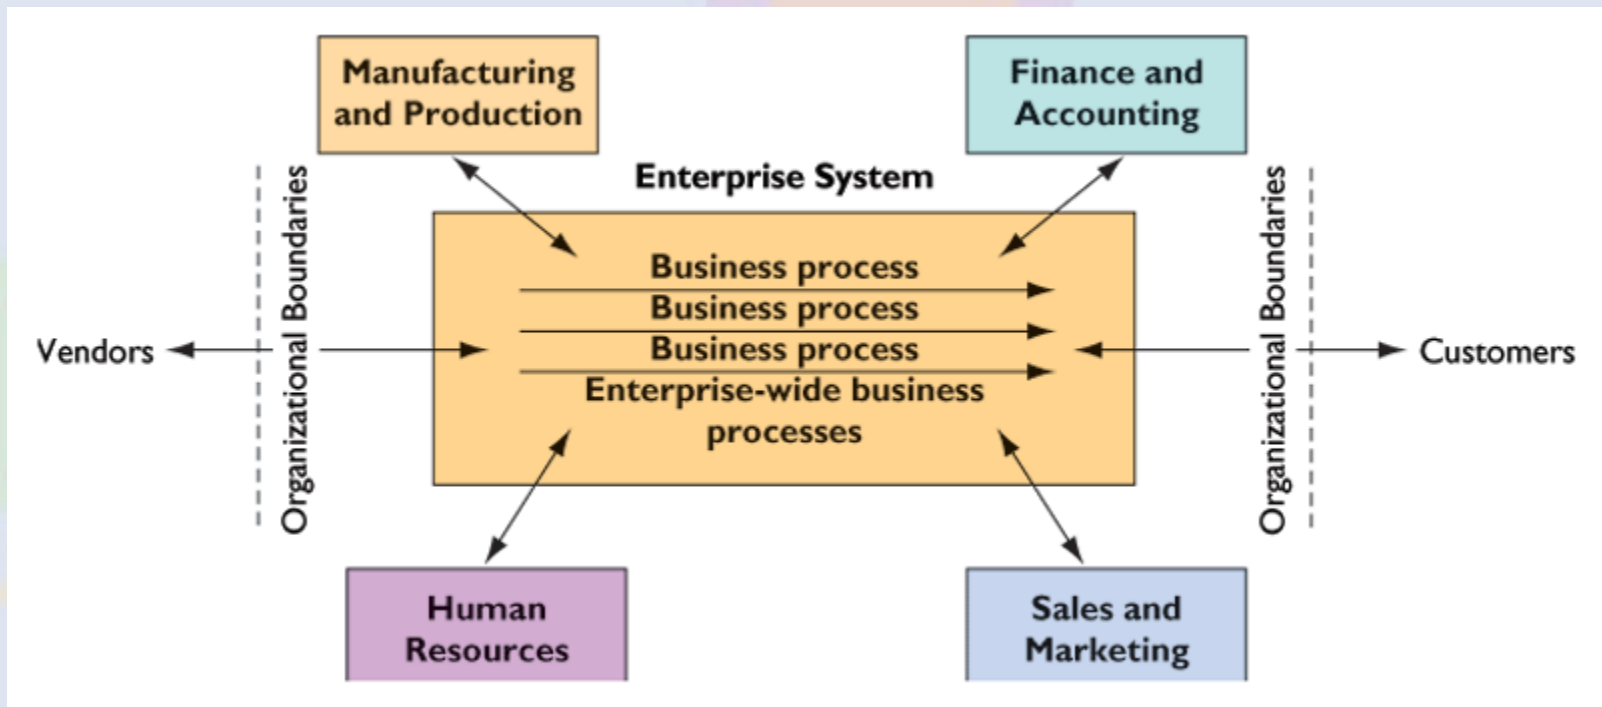 Manufacturing
and Production
Finance and
Accounting
Enterprise System
Organizational Boundaries
Organizational Boundaries
Business process
Business process
Business process
Enterprise-wide business
processes
Vendors
Customers
Human
Resources
Sales and
Marketing